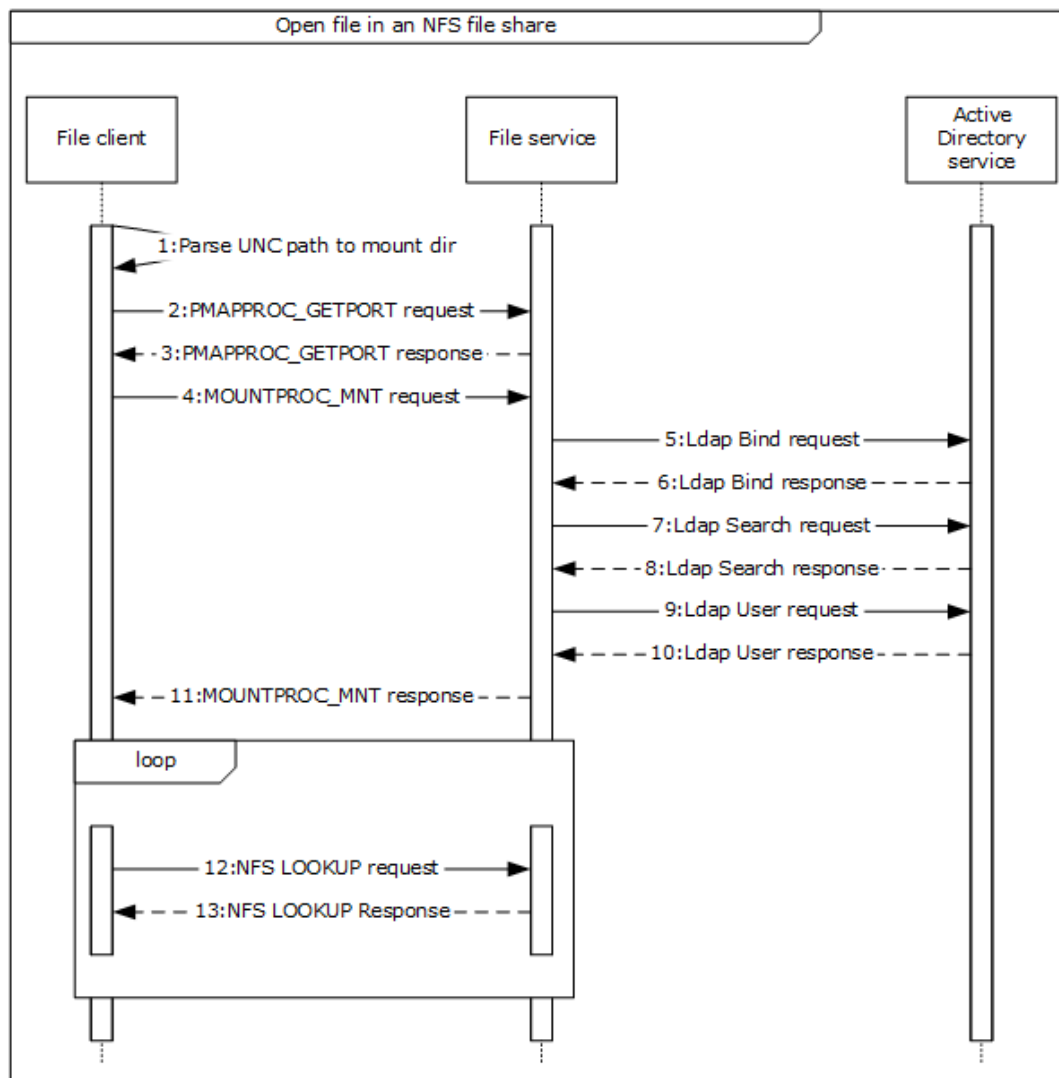 Open file in an NFS file share
File client
File service
Active
Directory
service
1:Parse UNC path to mount dir
2:PMAPPROC_GETPORT request
3:PMAPPROC_GETPORT response
4:MOUNTPROC_MNT request
5:Ldap Bind request
6:Ldap Bind response
7:Ldap Search request
8:Ldap Search response
9:Ldap User request
10:Ldap User response
11:MOUNTPROC_MNT response
loop
12:NFS LOOKUP request
13:NFS LOOKUP Response